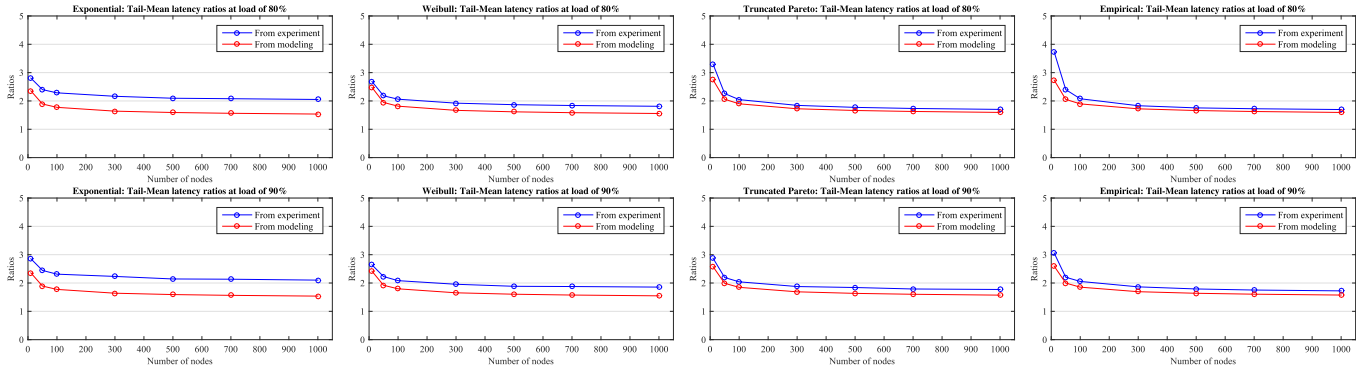 Exponential: Tail-Mean latency ratios at load of 80%
5
4
3
2
1
0
Ratios
From experiment
From modeling
0 100 200 300 400 500 600 700 800 900 1000
Number of nodes
Weibull: Tail-Mean latency ratios at load of 80%
5
4
3
2
1
0
Ratios
From experiment
From modeling
0 100 200 300 400 500 600 700 800 900 1000
Number of nodes
Truncated Pareto: Tail-Mean latency ratios at load of 80%
5
4
3
2
1
0
Ratios
From experiment
From modeling
0 100 200 300 400 500 600 700 800 900 1000
Number of nodes
Empirical: Tail-Mean latency ratios at load of 80%
5
4
3
2
1
0
Ratios
From experiment
From modeling
0 100 200 300 400 500 600 700 800 900 1000
Number of nodes
Exponential: Tail-Mean latency ratios at load of 90%
5
4
3
2
1
0
Ratios
From experiment
From modeling
0 100 200 300 400 500 600 700 800 900 1000
Number of nodes
Weibull: Tail-Mean latency ratios at load of 90%
5
4
3
2
1
0
Ratios
From experiment
From modeling
0 100 200 300 400 500 600 700 800 900 1000
Number of nodes
Truncated Pareto: Tail-Mean latency ratios at load of 90%
5
4
3
2
1
0
Ratios
From experiment
From modeling
0 100 200 300 400 500 600 700 800 900 1000
Number of nodes
Empirical: Tail-Mean latency ratios at load of 90%
5
4
3
2
1
0
Ratios
From experiment
From modeling
0 100 200 300 400 500 600 700 800 900 1000
Number of nodes